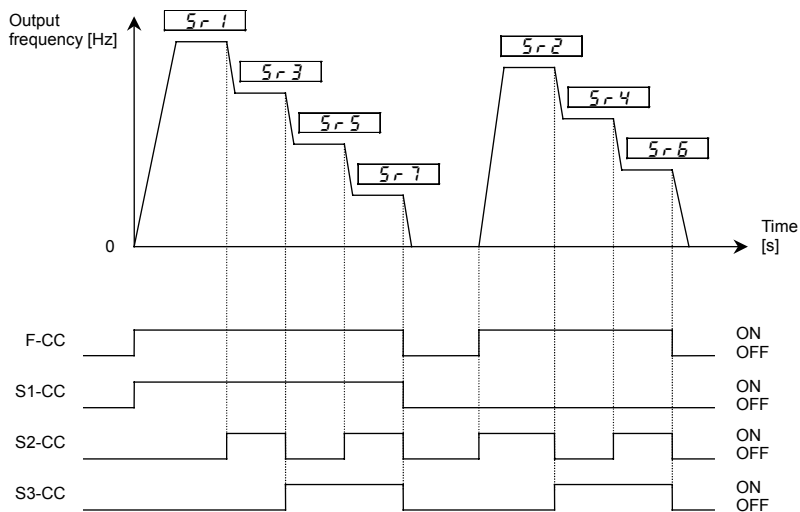 Output
frequency [Hz]
Sr1
Sr3
Sr5
Sr7
Sr2
Sr4
Sr6
0
Time
[s]
F-CC
ON
OFF
S1-CC
ON
OFF
S2-CC
ON
OFF
S3-CC
ON
OFF